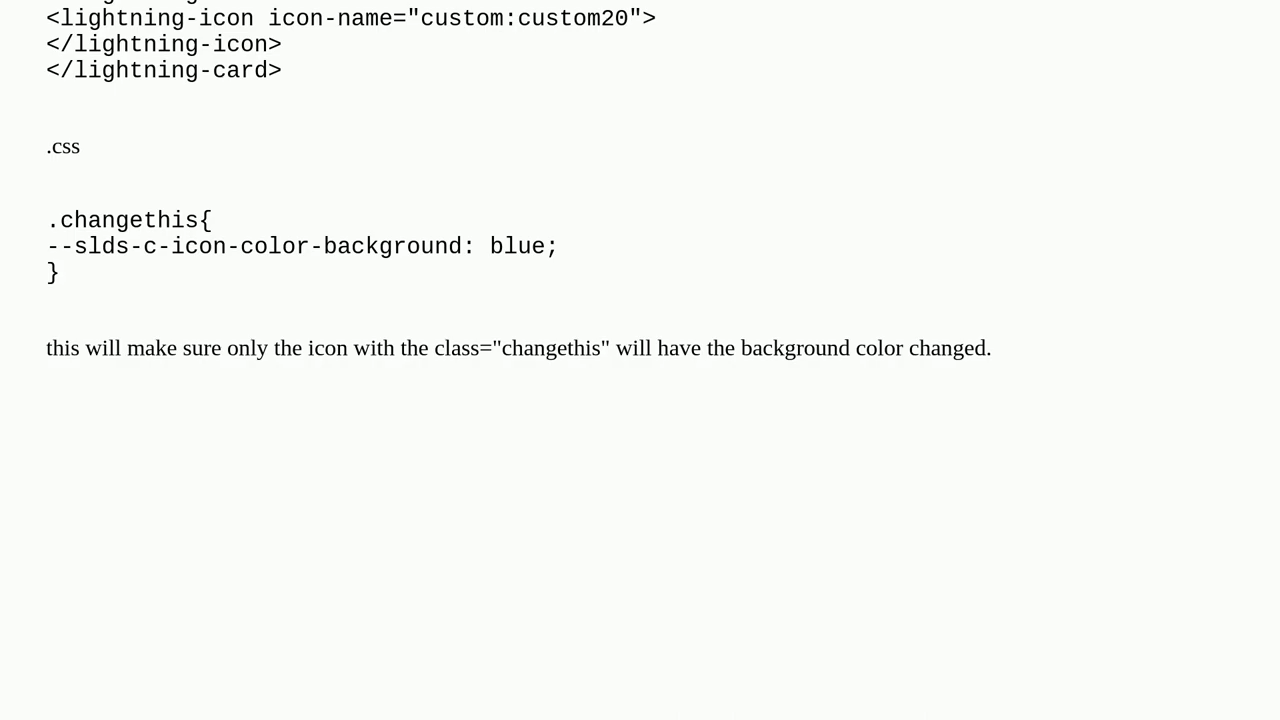 <lightning-icon icon-name="custom:custom20">
</lightning-icon>
</lightning-card>
.css
.changethis{
--slds-c-icon-color-background: blue;
}
this will make sure only the icon with the class="changethis" will have the background color changed.